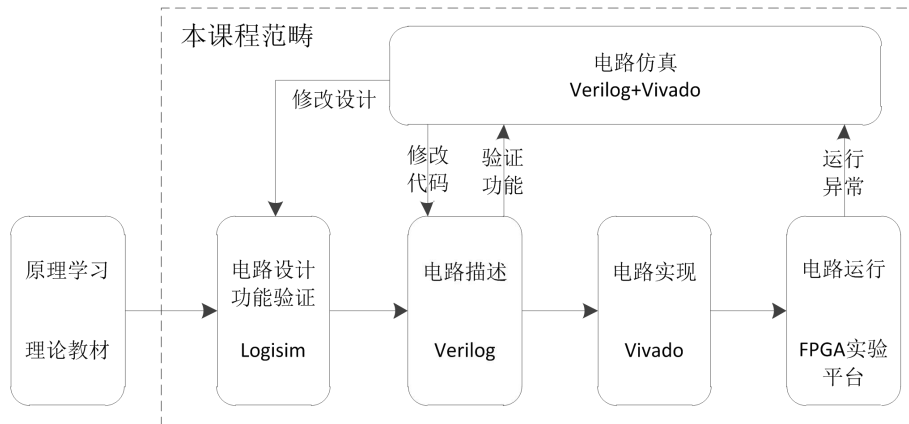 本课程范畴
电路仿真
Verilog+Vivado
修改设计
修改
代码
验证
功能
运行
异常
原理学习
理论教材
电路设计
功能验证
Logisim
电路描述
Verilog
电路实现
Vivado
电路运行
FPGA实验
平台